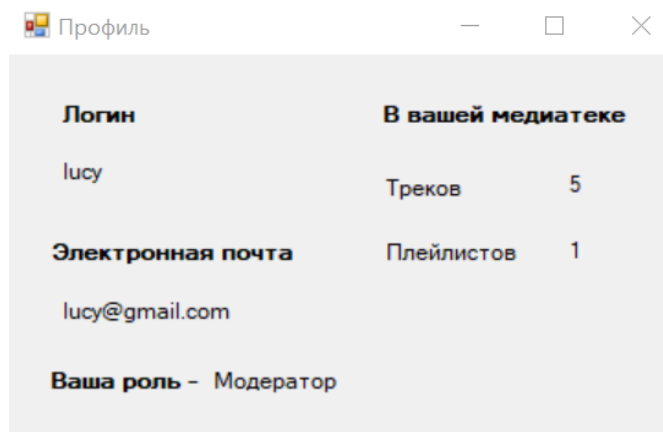 Профиль
Логин
lucy
Электронная почта
lucy@gmail.com
Ваша роль - Модератор
В вашей медиатеке
Треков 5
Плейлистов 1